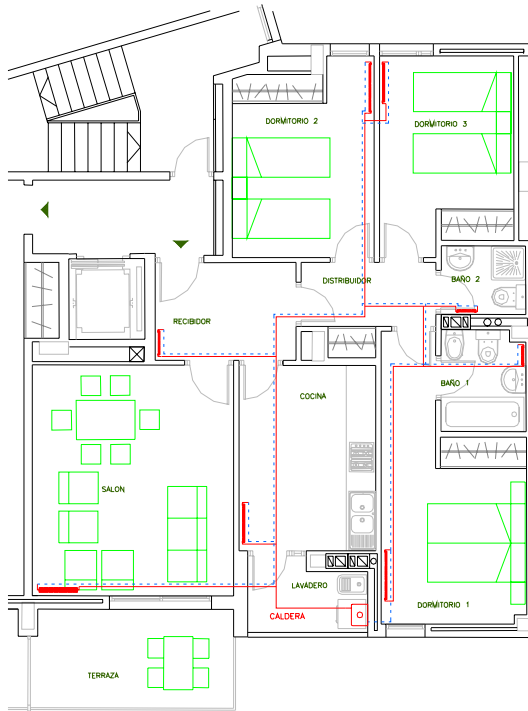 DORMITORIO 2
DORMITORIO 3
DISTRIBUIDOR
BAÑO 2
RECIBIDOR
BAÑO 1
COCINA
SALON
LAVADERO
DORMITORIO 1
CALDERA
TERRAZA